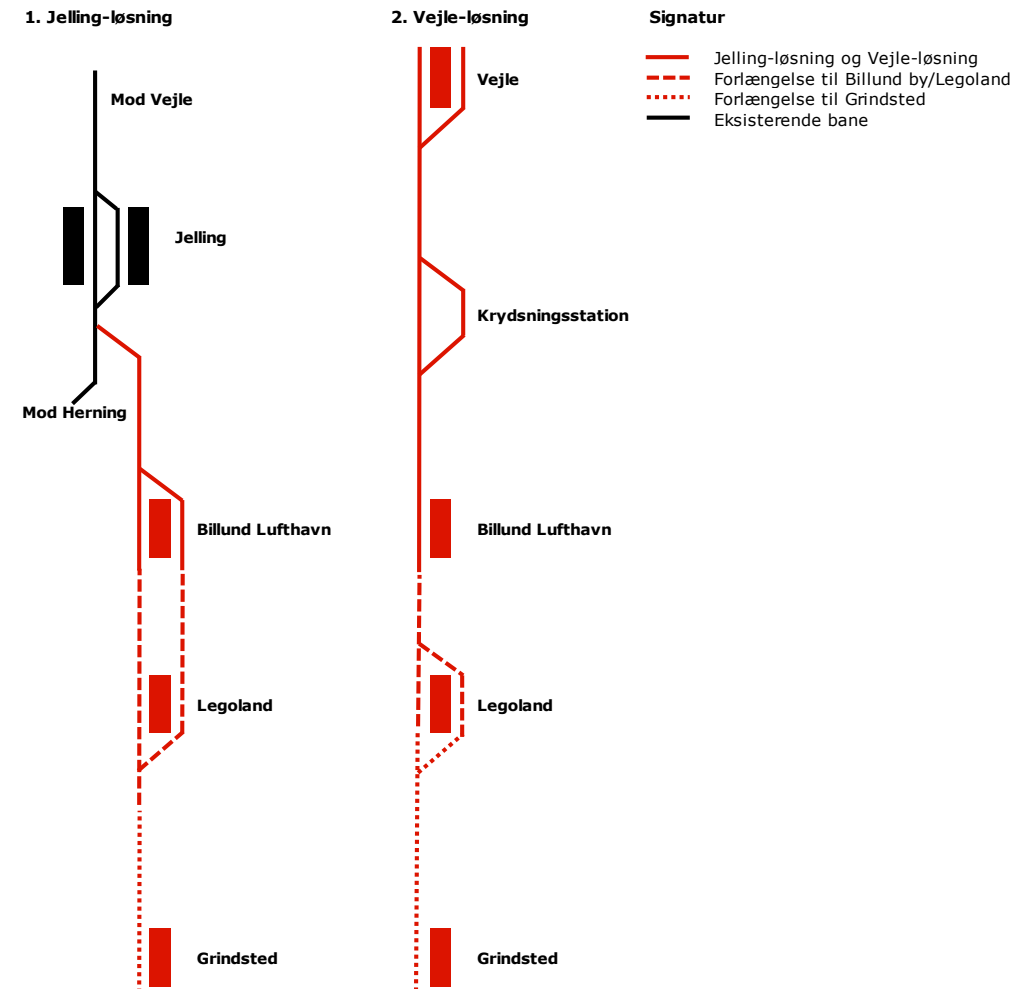 1. Jelling-løsning
Mod Vejle
Jelling
Mod Herning
Billund Lufthavn
Legoland
Grindsted
2. Vejle-løsning
Vejle
Krydsningsstation
Billund Lufthavn
Legoland
Grindsted
Signatur
Jelling-løsning og Vejle-løsning
Forlængelse til Billund by/Legoland
Forlængelse til Grindsted
Eksisterende bane